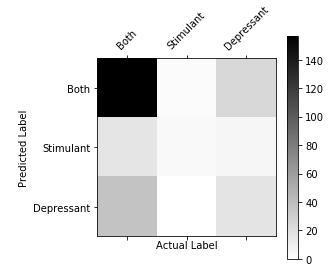 Both
Stimulant
Depressant
Both
Stimulant
Depressant
Predicted Label
Actual Label
140
120
100
80
60
40
20
0